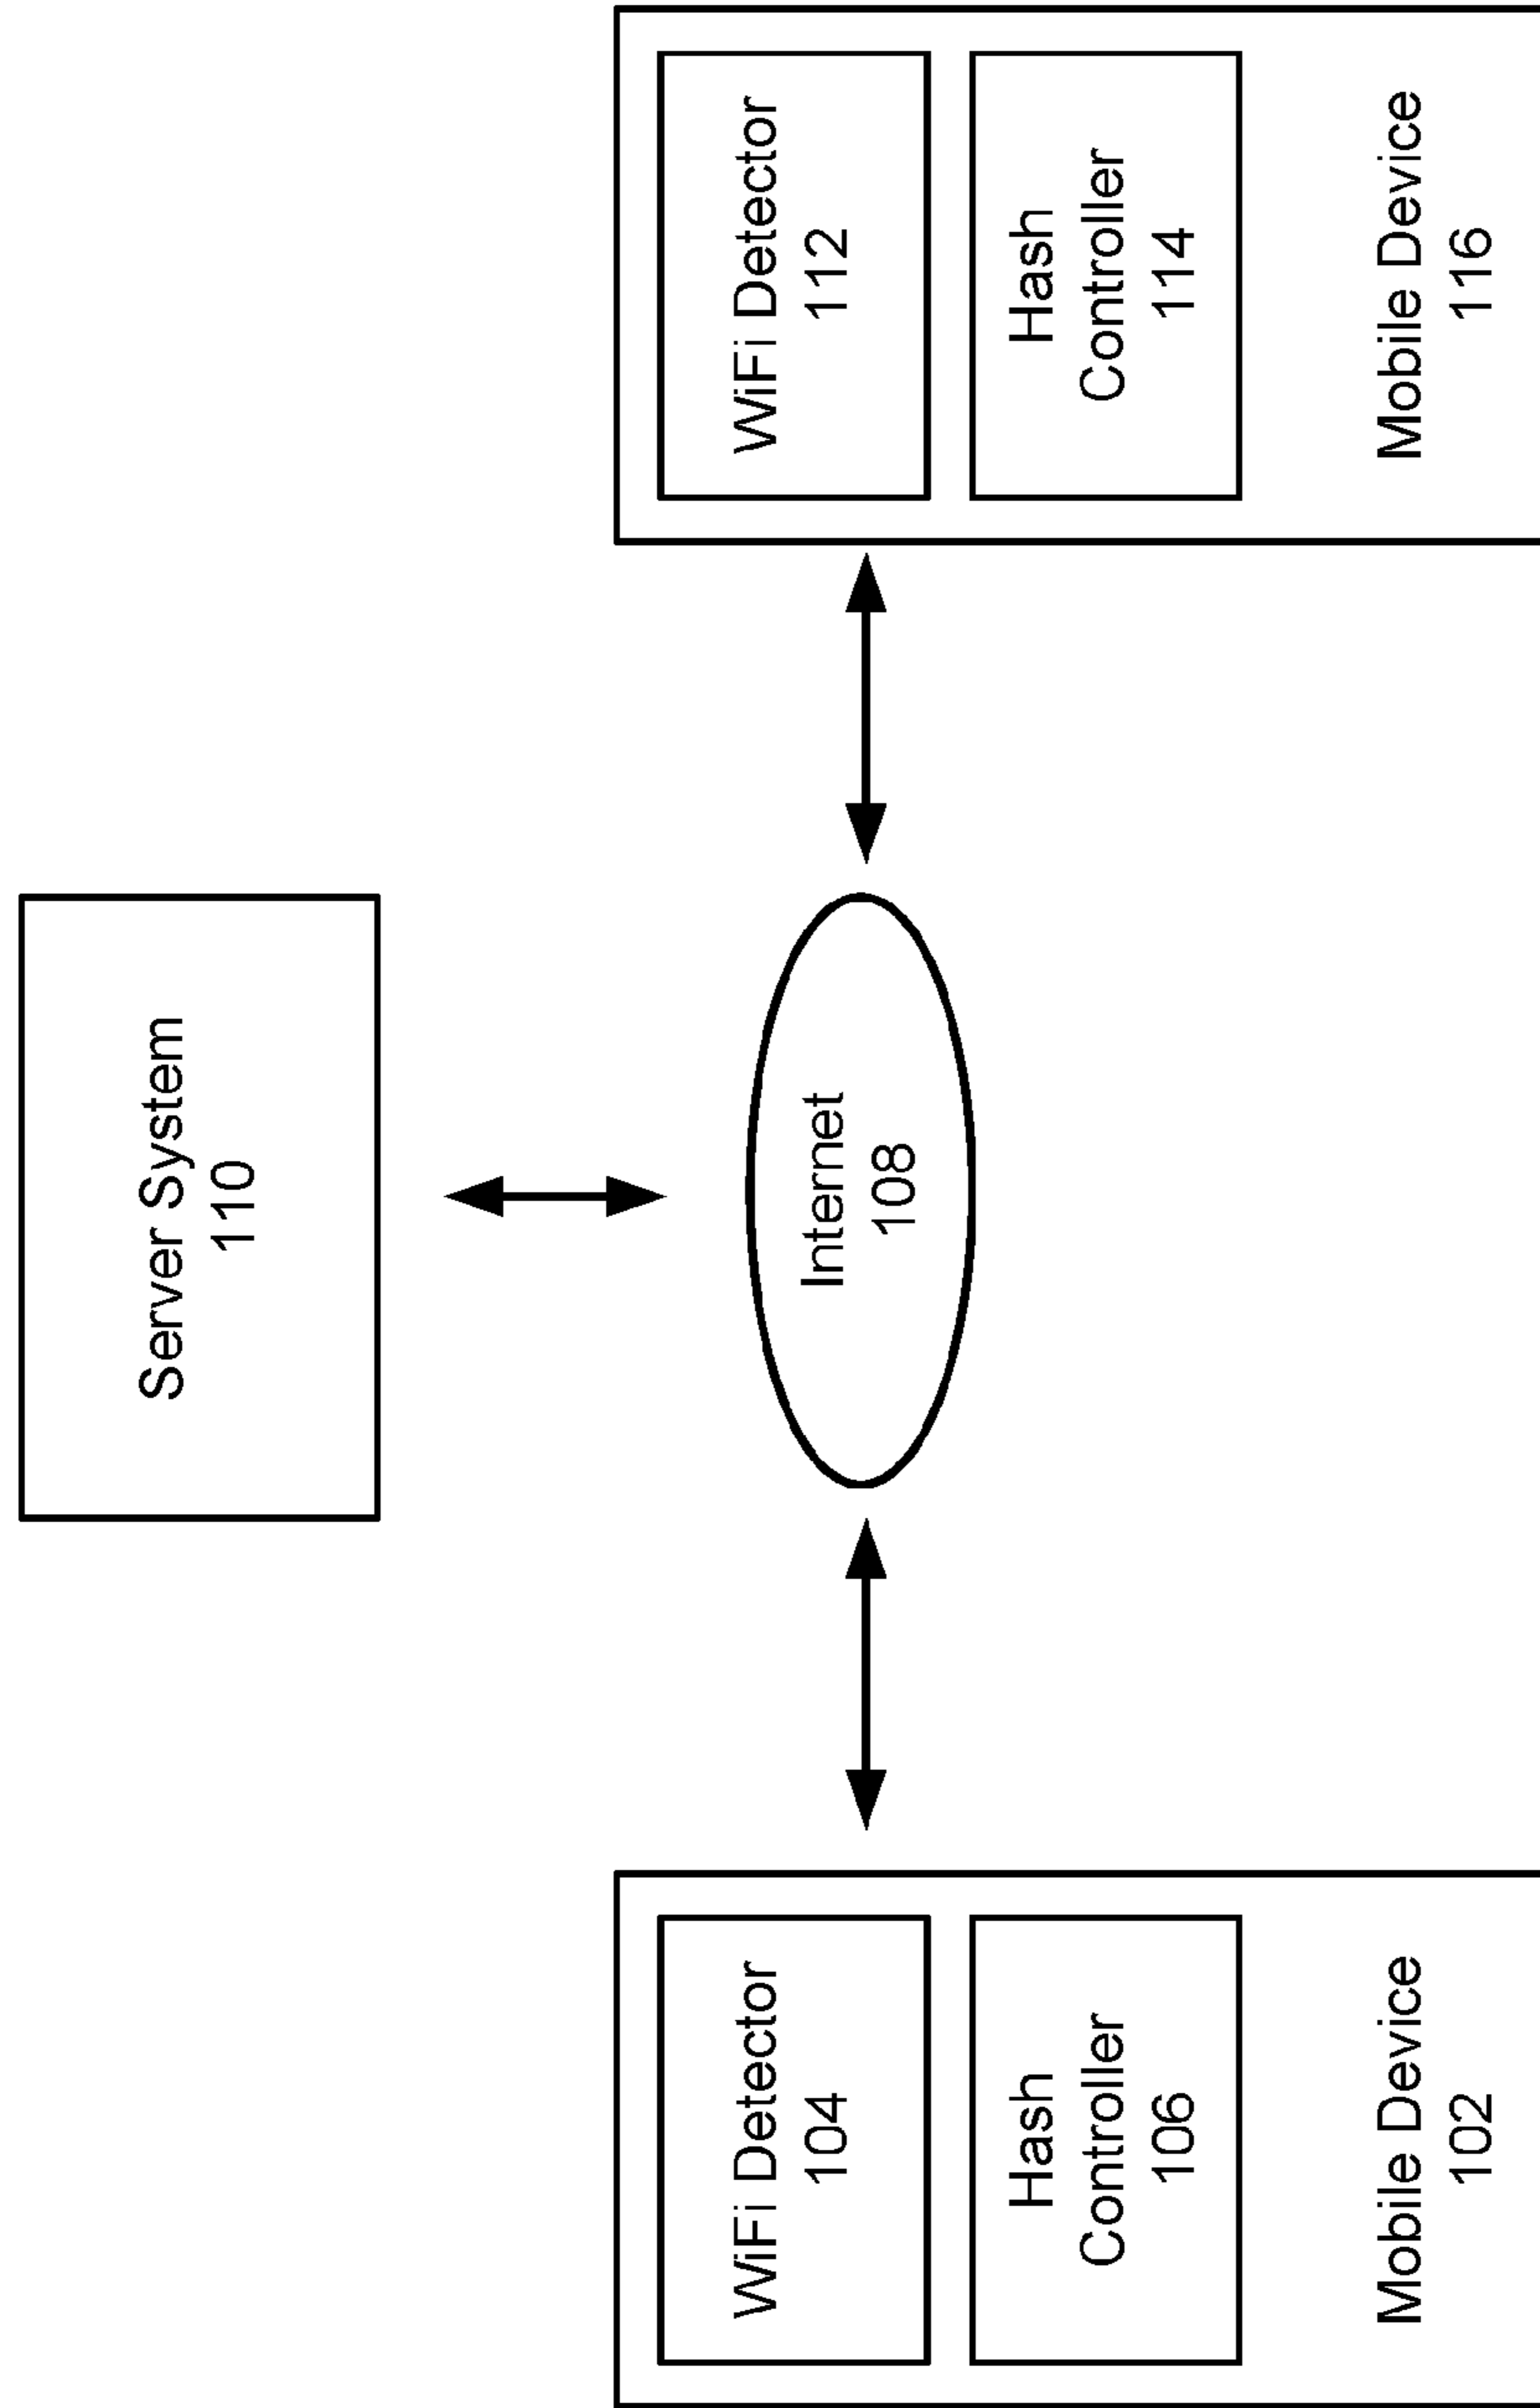 Server System
110
Internet
108
WiFi Detector
104
Hash
Controller
106
Mobile Device
102
WiFi Detector
112
Hash
Controller
114
Mobile Device
116